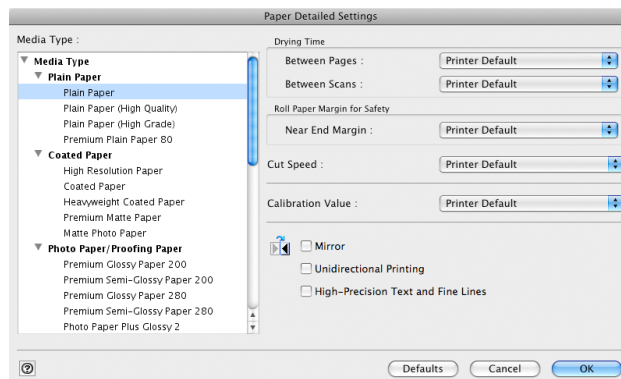 Paper Detailed Settings
Media Type :
Media Type
Plain Paper
Plain Paper
Plain Paper (High Quality)
Plain Paper (High Grade)
Premium Plain Paper 80
Coated Paper
High Resolution Paper
Coated Paper
Heavyweight Coated Paper
Premium Matte Paper
Matte Photo Paper
Photo Paper/Proofing Paper
Premium Glossy Paper 200
Premium Semi-Glossy Paper 200
Premium Glossy Paper 280
Premium Semi-Glossy Paper 280
Photo Paper Plus Glossy 2
Drying Time
Between Pages : Printer Default
Between Scans : Printer Default
Roll Paper Margin for Safety
Near End Margin : Printer Default
Cut Speed : Printer Default
Calibration Value : Printer Default
Mirror
Unidirectional Printing
High-Precision Text and Fine Lines
? Defaults Cancel OK